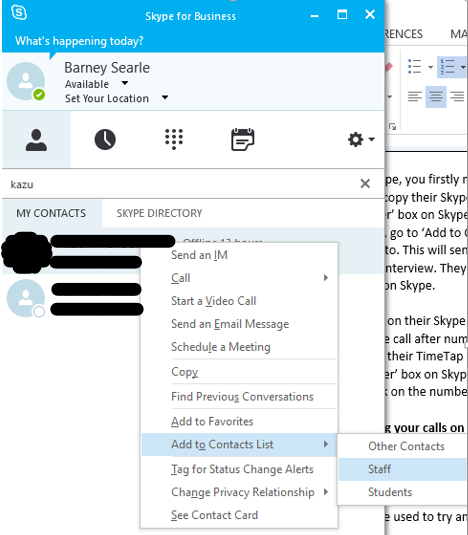 Skype for Business
What's happening today?
Barney Searle
Available
Set Your Location
kazu
MY CONTACTS SKYPE DIRECTORY
Offline 13 hours
Send an IM
Call
Start a Video Call
Send an Email Message
Schedule a Meeting
Copy
Find Previous Conversations
Add to Favorites
Add to Contacts List
Tag for Status Change Alerts
Change Privacy Relationship
See Contact Card
Other Contacts
Staff
Students
RENCES MA
pe, you firstly
copy their Skyp
er' box on Skype
, go to 'Add to C
to. This will sen
interview. They
on Skype.
on their Skype
e call after num
their TimeTap
er' box on Skyp
k on the numbe
g your calls on
e used to try an